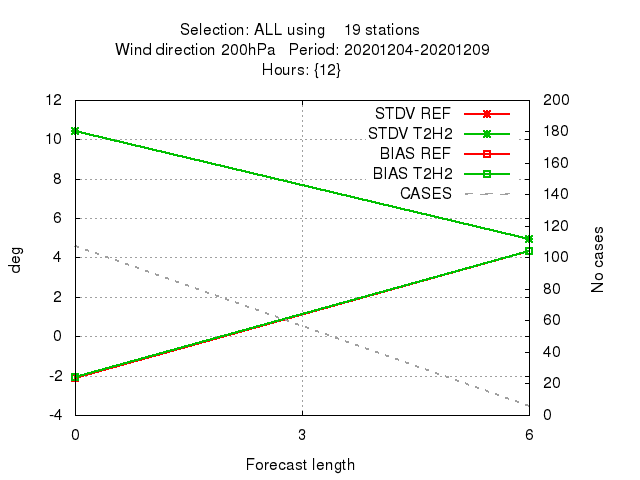 Selection: ALL using    19 stations
Wind direction 200hPa   Period: 20201204-20201209
Hours: {12}
12
10
8
6
4
2
0
-2
-4
deg
STDV REF
STDV T2H2
BIAS REF
BIAS T2H2
CASES
200
180
160
140
120
100
80
60
40
20
0
No cases
0
3
6
Forecast length